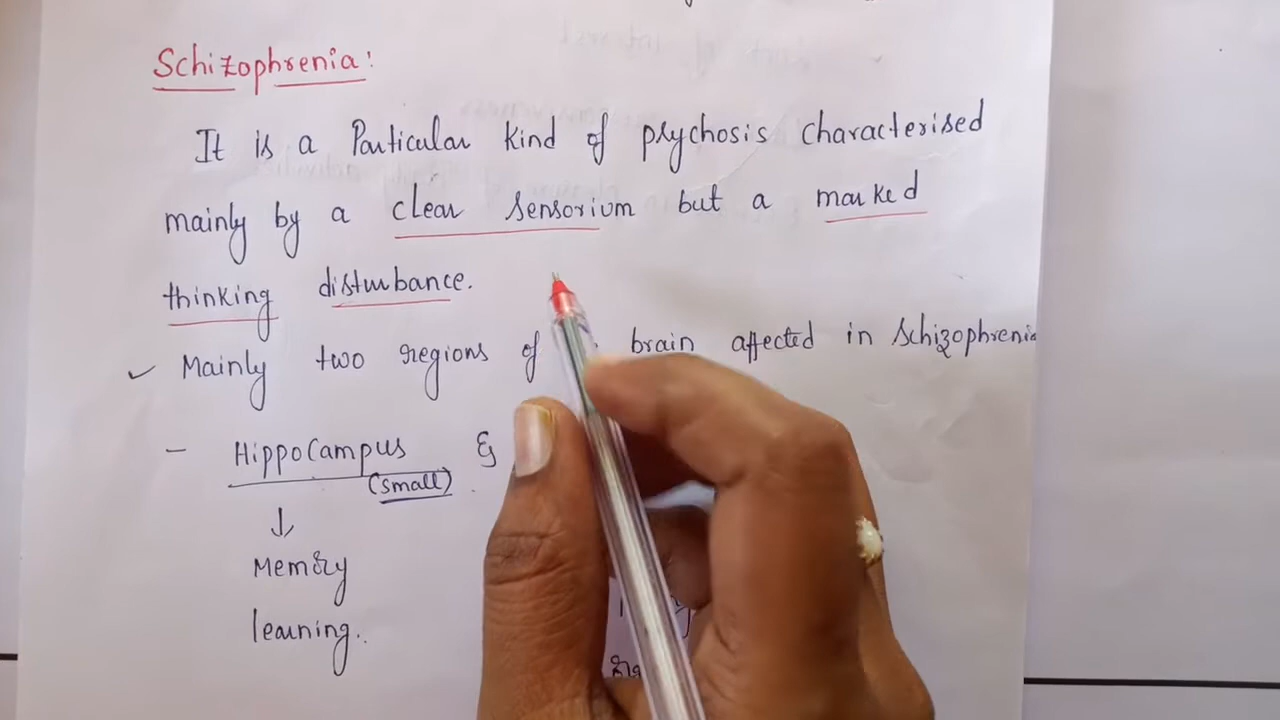 Schizophrenia:
It is a Particular Kind of psychosis characterised
mainly by a clear sensorium but a marked
thinking disturbance.
✓ Mainly two regions of brain affected in Schizophrenia
- HippoCampus &
(small)
↓
Memory
learning..